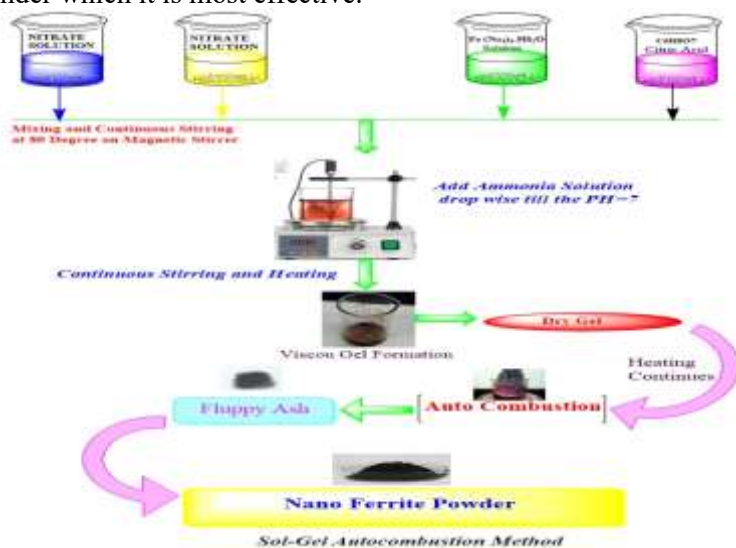 nder which it is most effective.
NITRATE
SOLUTION
NITRATE
SOLUTION
Solution
Citric Acid
Mixing and Continuous Stirring
at 80 Degree on Magnetic Stirrer
Add Ammonia Solution
drop wise till the PH=7
Continuous Stirring and Heating
Viscou Gel Formation
Dry Gel
Heating
Continues
[Auto Combustion]
Fluppy Ash
Nano Ferrite Powder
Sol-Gel Autocombustion Method